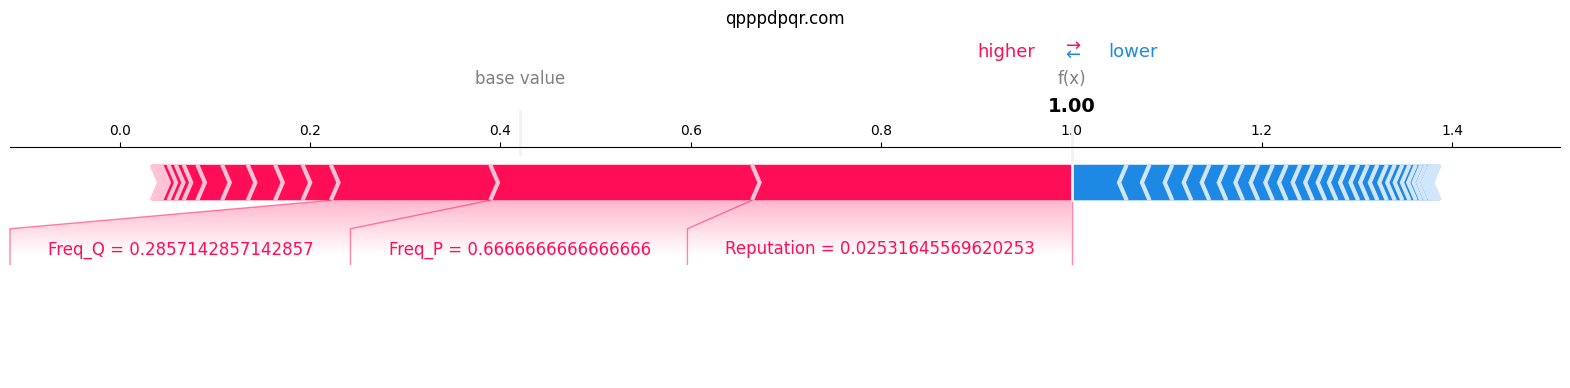 qpppdpqr.com
higher ⇄ lower
base value f(x)
1.00
0.0 0.2 0.4 0.6 0.8 1.0 1.2 1.4
Freq_Q = 0.2857142857142857 Freq_P = 0.6666666666666666 Reputation = 0.02531645569620253